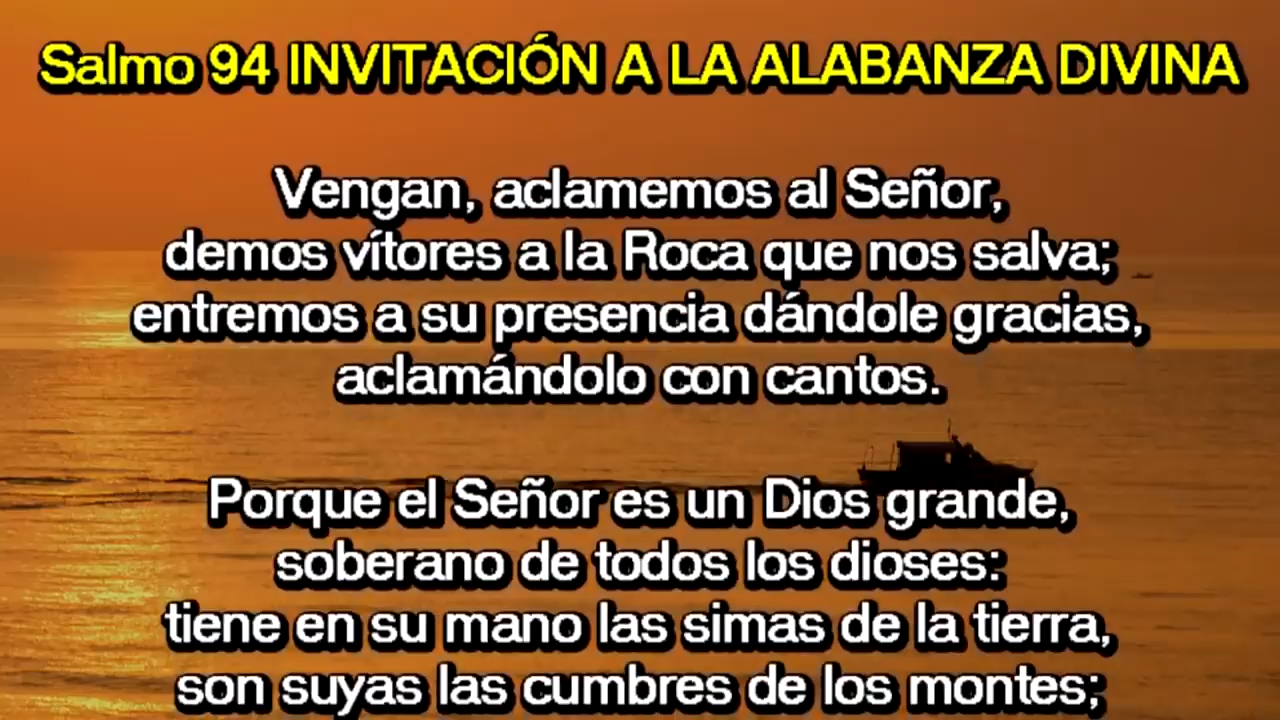 Salmo 94 INVITACIÓN A LA ALABANZA DIVINA
Vengan, aclamemos al Señor,
demos vítores a la Roca que nos salva;
entremos a su presencia dándole gracias,
aclamándolo con cantos.
Porque el Señor es un Dios grande,
soberano de todos los dioses:
tiene en su mano las simas de la tierra,
son suyas las cumbres de los montes;